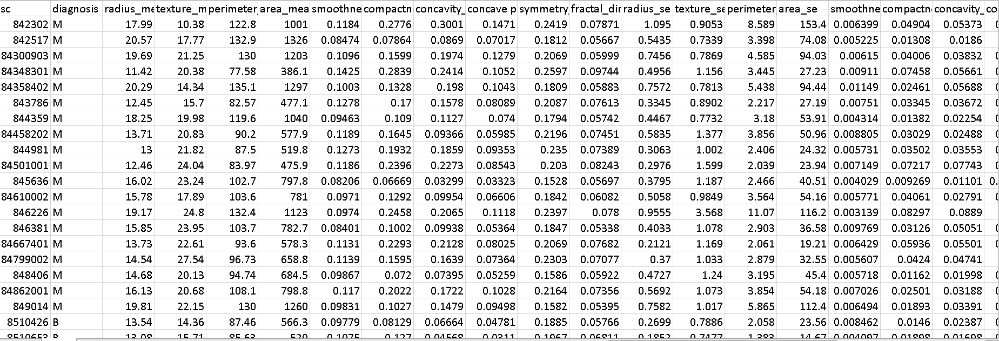 sc diagnosis radius_me texture_m perimeter_ area_mea smoothne compactne concavity_ concave p symmetry_ fractal_dir radius_se texture_se perimeter_ area_se smoothne compactne concavity_ co
842302 M 17.99 10.38 122.8 1001 0.1184 0.2776 0.3001 0.1471 0.2419 0.07871 1.095 0.9053 8.589 153.4 0.006399 0.04904 0.05373
842517 M 20.57 17.77 132.9 1326 0.08474 0.07864 0.0869 0.07017 0.1812 0.05667 0.5435 0.7339 3.398 74.08 0.005225 0.01308 0.0186
84300903 M 19.69 21.25 130 1203 0.1096 0.1599 0.1974 0.1279 0.2069 0.05999 0.7456 0.7869 4.585 94.03 0.00615 0.04006 0.03832
84348301 M 11.42 20.38 77.58 386.1 0.1425 0.2839 0.2414 0.1052 0.2597 0.09744 0.4956 1.156 3.445 27.23 0.00911 0.07458 0.05661
84358402 M 20.29 14.34 135.1 1297 0.1003 0.1328 0.198 0.1043 0.1809 0.05883 0.7572 0.7813 5.438 94.44 0.01149 0.02461 0.05688
843786 M 12.45 15.7 82.57 477.1 0.1278 0.17 0.1578 0.08089 0.2087 0.07613 0.3345 0.8902 2.217 27.19 0.00751 0.03345 0.03672
844359 M 18.25 19.98 119.6 1040 0.09463 0.109 0.1127 0.074 0.1794 0.05742 0.4467 0.7732 3.18 53.91 0.004314 0.01382 0.02254
84458202 M 13.71 20.83 90.2 577.9 0.1189 0.1645 0.09366 0.05985 0.2196 0.07451 0.5835 1.377 3.856 50.96 0.008805 0.03029 0.02488
844981 M 13 21.82 87.5 519.8 0.1273 0.1932 0.1859 0.09353 0.235 0.07389 0.3063 1.002 2.406 24.32 0.005731 0.03502 0.03553
84501001 M 12.46 24.04 83.97 475.9 0.1186 0.2396 0.2273 0.08543 0.203 0.08243 0.2976 1.599 2.039 23.94 0.007149 0.07217 0.07743
845636 M 16.02 23.24 102.7 797.8 0.08206 0.06669 0.03299 0.03323 0.1528 0.05697 0.3795 1.187 2.466 40.51 0.004029 0.009269 0.01101 0.
84610002 M 15.78 17.89 103.6 781 0.0971 0.1292 0.09954 0.06606 0.1842 0.06082 0.5058 0.9849 3.564 54.16 0.005771 0.04061 0.02791
846226 M 19.17 24.8 132.4 1123 0.0974 0.2458 0.2065 0.1118 0.2397 0.078 0.9555 3.568 11.07 116.2 0.003139 0.08297 0.0889
846381 M 15.85 23.95 103.7 782.7 0.08401 0.1002 0.09938 0.05364 0.1847 0.05338 0.4033 1.078 2.903 36.58 0.009769 0.03126 0.05051
84667401 M 13.73 22.61 93.6 578.3 0.1131 0.2293 0.2128 0.08025 0.2069 0.07682 0.2121 1.169 2.061 19.21 0.006429 0.05936 0.05501
84799002 M 14.54 27.54 96.73 658.8 0.1139 0.1595 0.1639 0.07364 0.2303 0.07077 0.37 1.033 2.879 32.55 0.005607 0.0424 0.04741
848406 M 14.68 20.13 94.74 684.5 0.09867 0.072 0.07395 0.05259 0.1586 0.05922 0.4727 1.24 3.195 45.4 0.005718 0.01162 0.01998
84862001 M 16.13 20.68 108.1 798.8 0.117 0.2022 0.1722 0.1028 0.2164 0.07356 0.5692 1.073 3.854 54.18 0.007026 0.02501 0.03188
849014 M 19.81 22.15 130 1260 0.09831 0.1027 0.1479 0.09498 0.1582 0.05395 0.7582 1.017 5.865 112.4 0.006494 0.01893 0.03391
8510426 B 13.54 14.36 87.46 566.3 0.09779 0.08129 0.06664 0.04781 0.1885 0.05766 0.2699 0.7886 2.058 23.56 0.008462 0.0146 0.02387
8510653 B 13.08 15.71 85.63 520 0.1075 0.127 0.04568 0.0311 0.1967 0.06811 0.1852 0.7477 1.383 14.67 0.004097 0.01898 0.01698